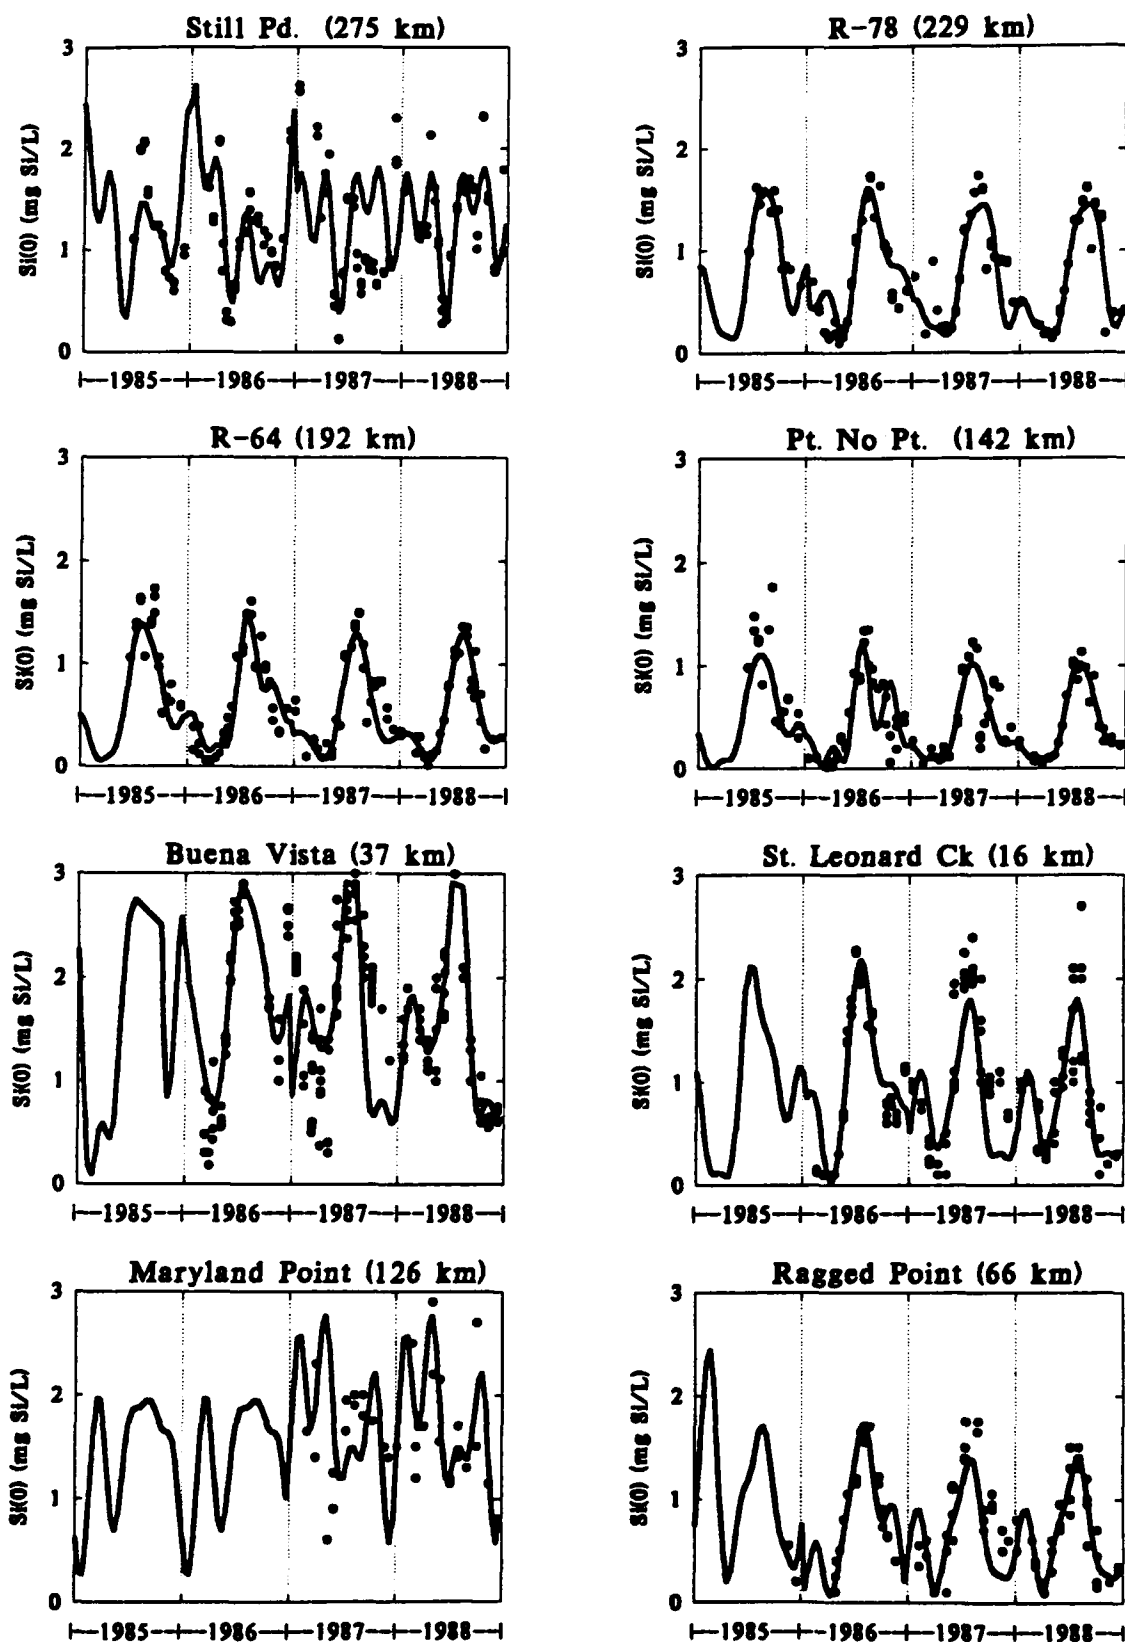 Still Pd. (275 km)
R-78 (229 km)
3
2
1
0
Si(0) (mg Si/L)
|--1985--|--1986--|--1987--|--1988--|
3
2
1
0
Si(0) (mg Si/L)
|--1985--|--1986--|--1987--|--1988--|
R-64 (192 km)
Pt. No Pt. (142 km)
3
2
1
0
Si(0) (mg Si/L)
|--1985--|--1986--|--1987--|--1988--|
3
2
1
0
Si(0) (mg Si/L)
|--1985--|--1986--|--1987--|--1988--|
Buena Vista (37 km)
St. Leonard Ck (16 km)
3
2
1
0
Si(0) (mg Si/L)
|--1985--|--1986--|--1987--|--1988--|
3
2
1
0
Si(0) (mg Si/L)
|--1985--|--1986--|--1987--|--1988--|
Maryland Point (126 km)
Ragged Point (66 km)
3
2
1
0
Si(0) (mg Si/L)
|--1985--|--1986--|--1987--|--1988--|
3
2
1
0
Si(0) (mg Si/L)
|--1985--|--1986--|--1987--|--1988--|